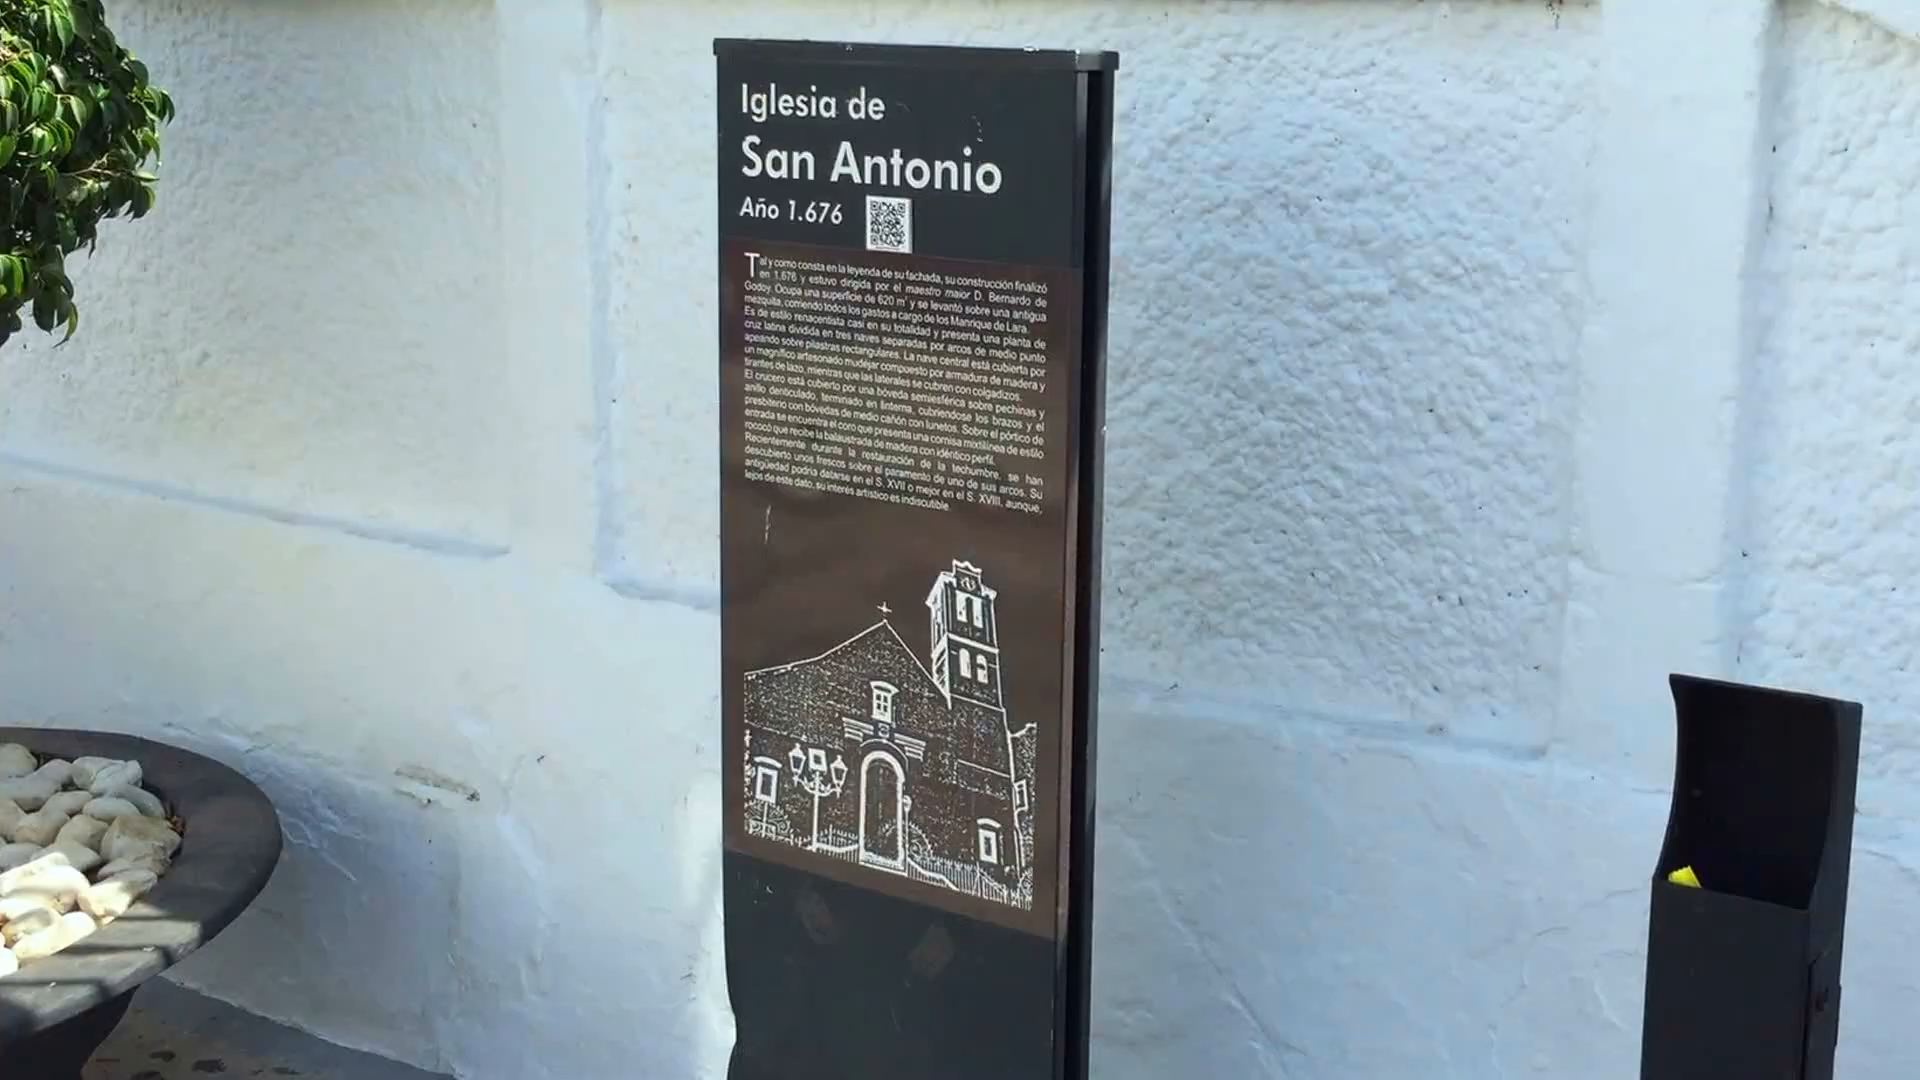 Iglesia de
San Antonio
Año 1.676
Tal y como consta en la leyenda de su fachada, su construcción finalizó
en 1.676 y estuvo dirigida por el maestro maior D. Bernardo de
Godoy. Ocupa una superficie de 620 m² y se levantó sobre una antigua
mezquita, corriendo todos los gastos a cargo de los Manrique de Lara.
Es de estilo renacentista casi en su totalidad y presenta una planta de
cruz latina dividida en tres naves separadas por arcos de medio punto
apeando sobre pilastras rectangulares. La nave central está cubierta por
un magnífico artesonado mudéjar compuesto por armadura de madera y
tirantes de lazo, mientras que las laterales se cubren con colgadizos.
El crucero está cubierto por una bóveda semiesférica sobre pechinas y
anillo denticulado, terminado en linterna, cubriendose los brazos y el
presbiterio con bóvedas de medio cañón con lunetos. Sobre el pórtico de
entrada se encuentra el coro que presenta una cornisa mixtilínea de estilo
rococó que recibe la balaustrada de madera con idéntico perfil.
Recientemente durante la restauración de la techumbre, se han
descubierto unos frescos sobre el paramento de uno de sus arcos. Su
antigüedad podría datarse en el S. XVII o mejor en el S. XVIII, aunque,
lejos de este dato, su interés artístico es indiscutible.